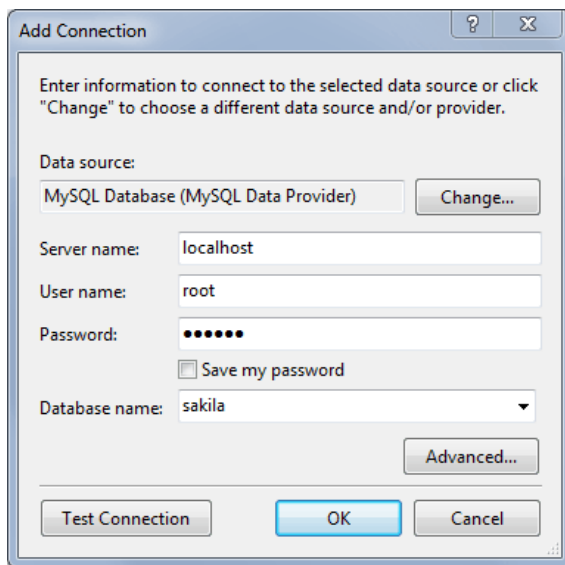 Add Connection
Enter information to connect to the selected data source or click
"Change" to choose a different data source and/or provider.
Data source:
MySQL Database (MySQL Data Provider)
Change...
Server name:
localhost
User name:
root
Password:
●●●●●●
Save my password
Database name:
sakila
Advanced...
Test Connection
OK
Cancel